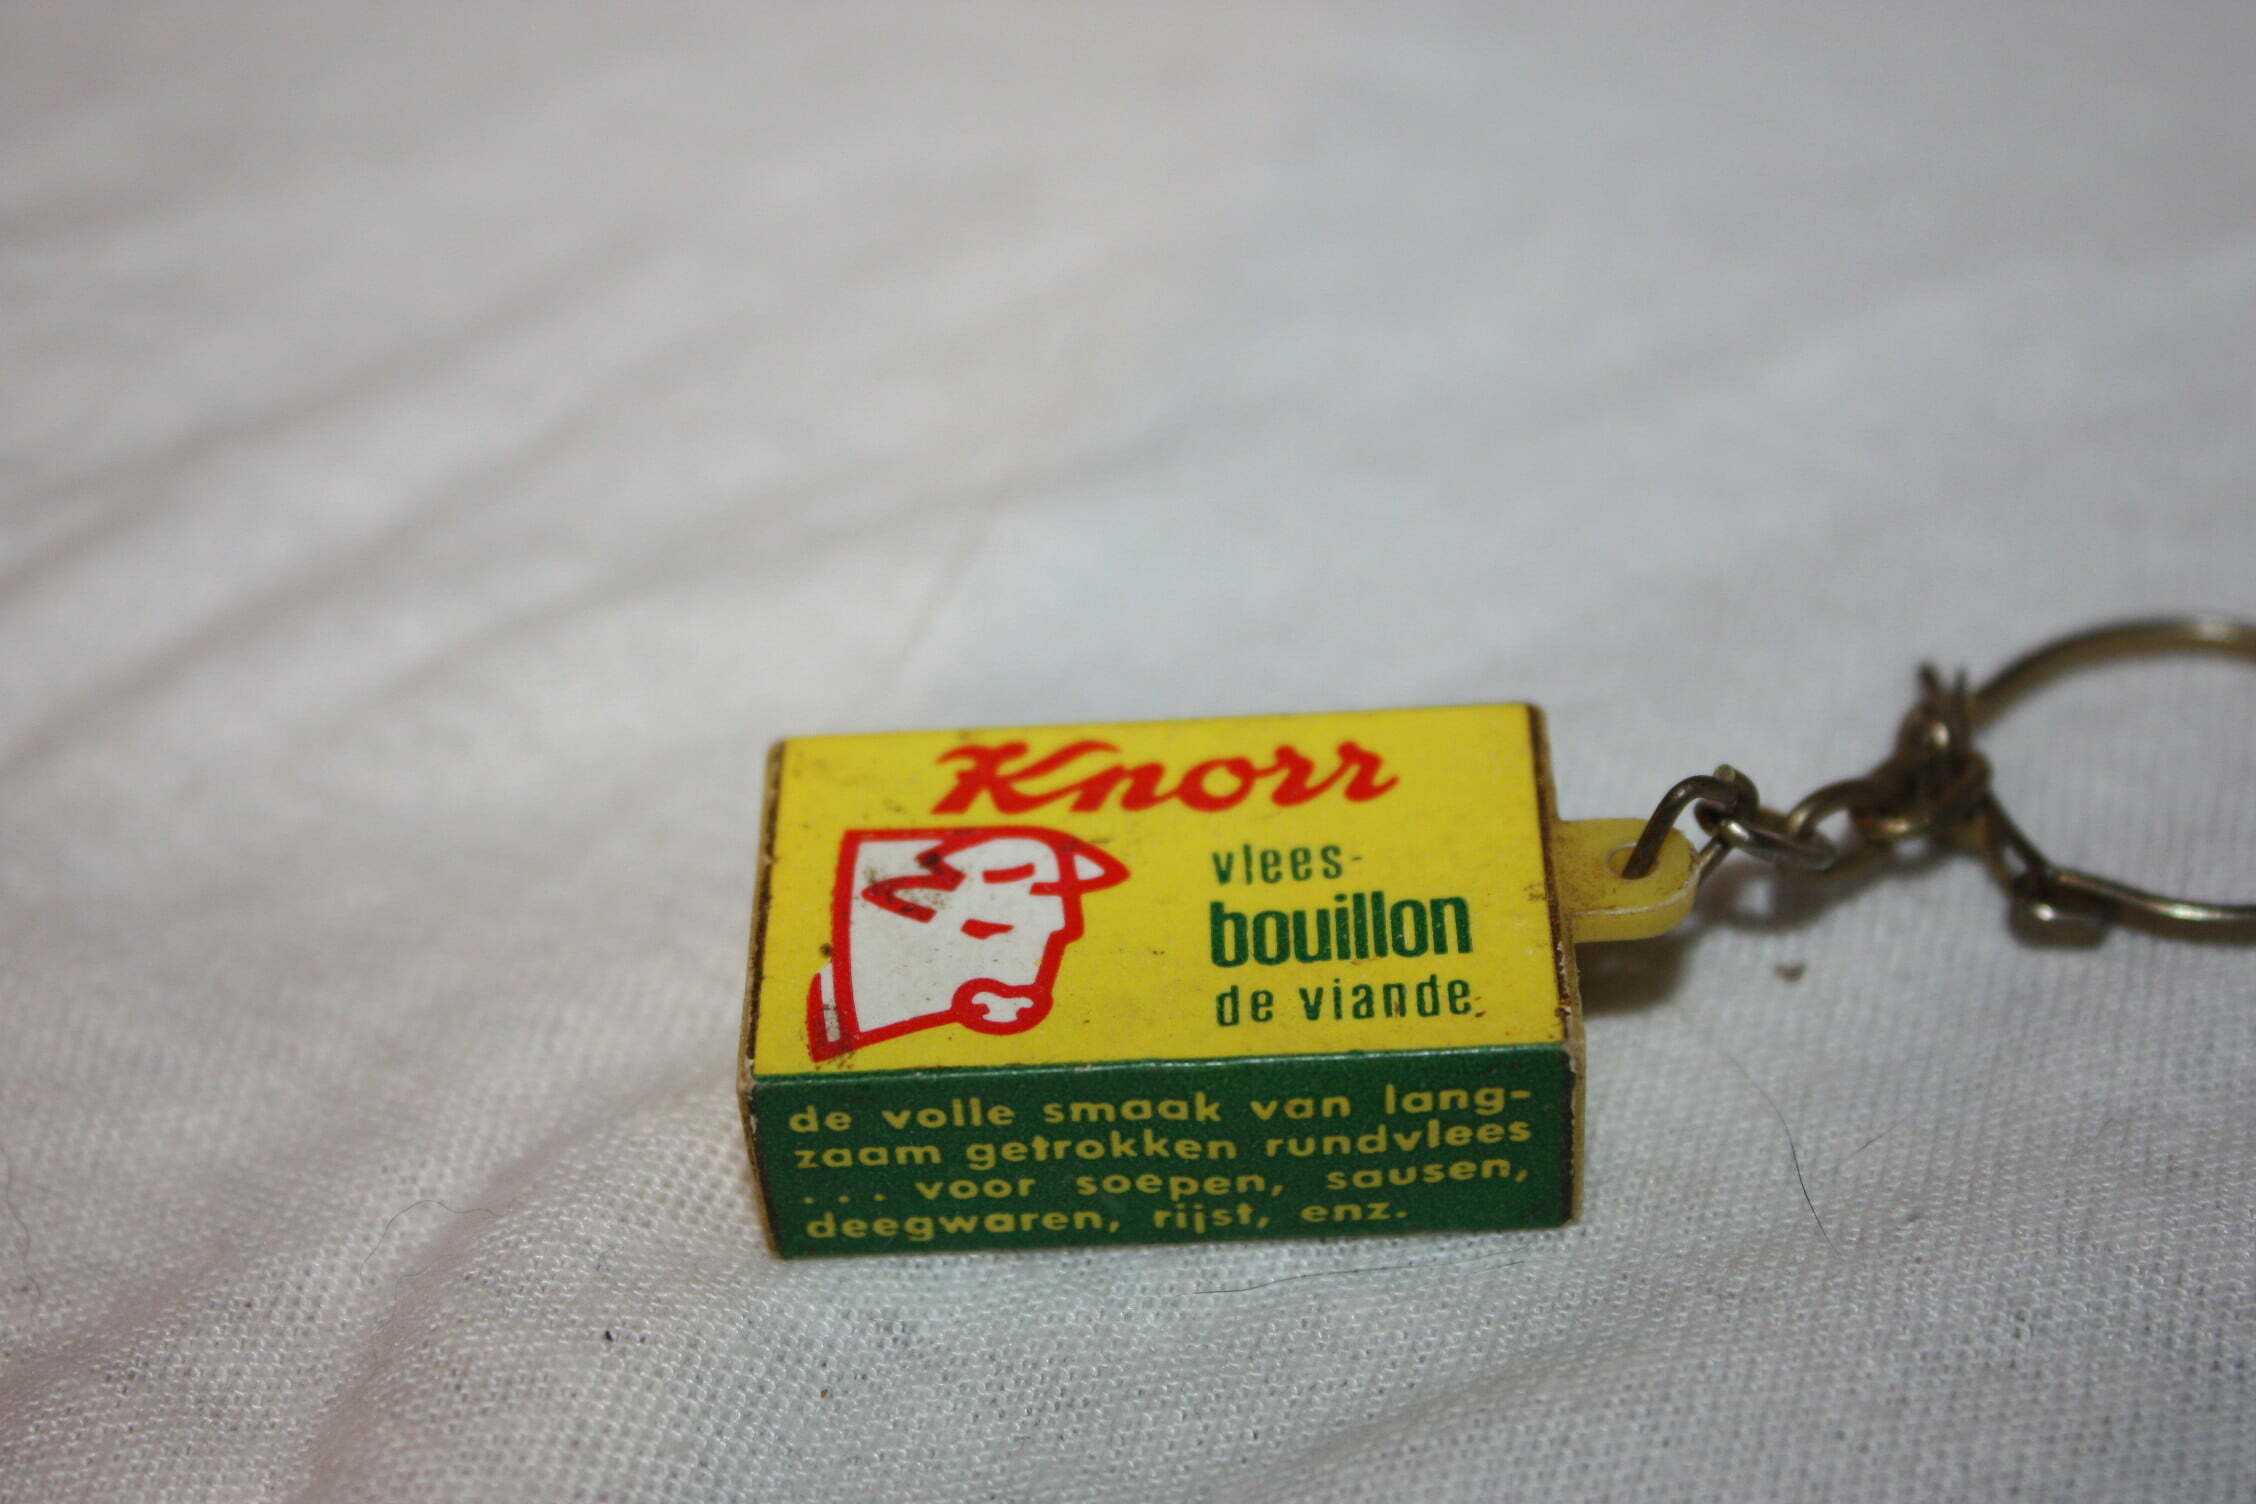 Knorr
vlees-
bouillon
de viande
de volle smaak van lang-
zaam getrokken rundvlees
... voor soepen, sausen,
deegwaren, rijst, enz.